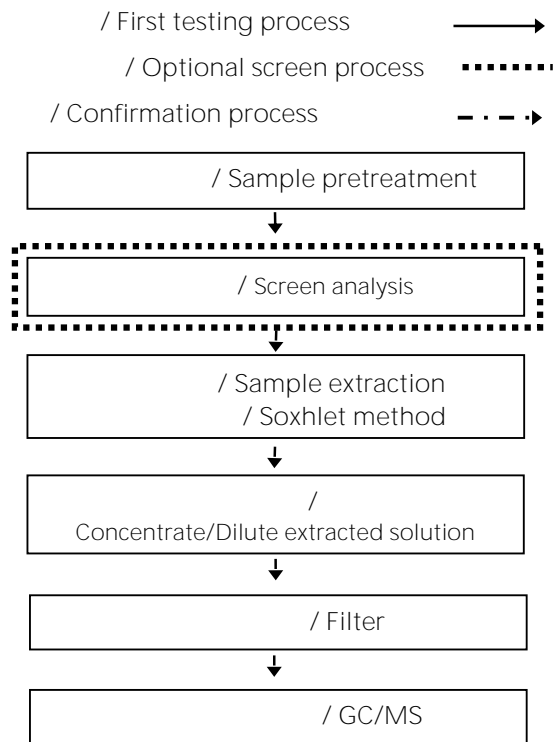 / First testing process
/ Optional screen process
/ Confirmation process
/ Sample pretreatment
/ Screen analysis
/ Sample extraction
/ Soxhlet method
/
Concentrate/Dilute extracted solution
/ Filter
/ GC/MS